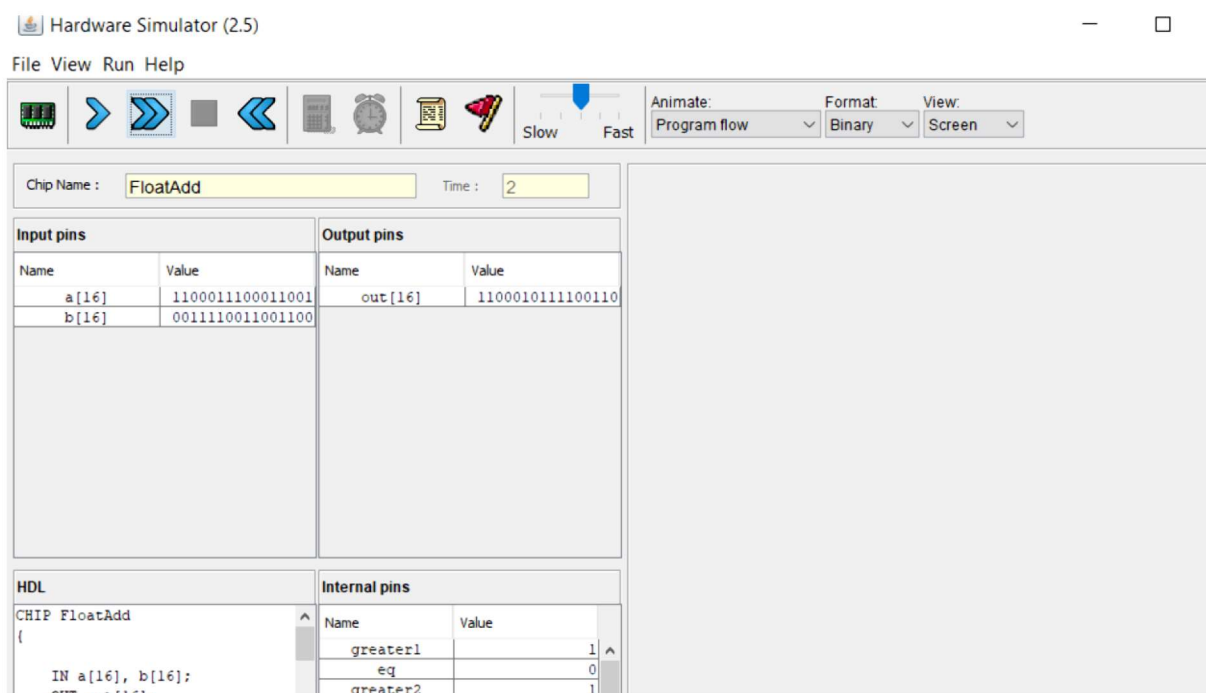 Hardware Simulator (2.5)
File View Run Help
Slow Fast
Animate:
Program flow
Format:
Binary
View:
Screen
Chip Name :
FloatAdd
Time :
2
Input pins
Name Value
a[16] 1100011100011001
b[16] 0011110011001100
Output pins
Name Value
out[16] 1100010111100110
HDL
CHIP FloatAdd
{
IN a[16], b[16];
Internal pins
Name Value
greater1 1
eq 0
greater2 1